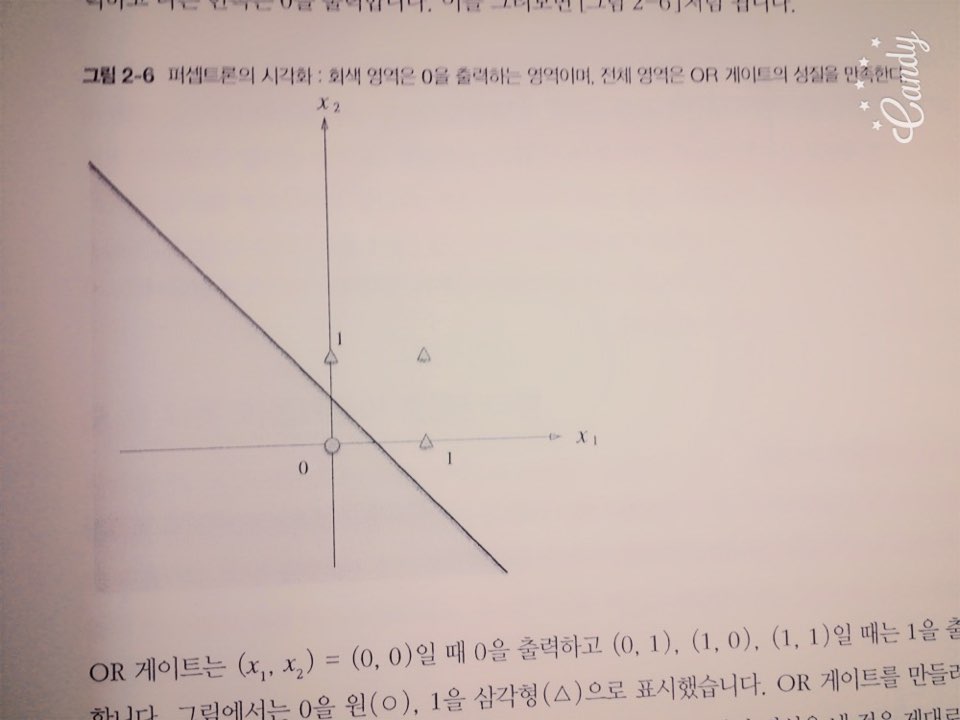 그림 2-6 퍼셉트론의 시각화 : 회색 영역은 0을 출력하는 영역이며, 전체 영역은 OR 게이트의 성질을 만족한다.
Candy
x₂
1
x₁
0
1
OR 게이트는 (x₁, x₂) = (0, 0)일 때 0을 출력하고 (0, 1), (1, 0), (1, 1)일 때는 1을 출
합니다. 그림에서는 0을 원(○), 1을 삼각형(△)으로 표시했습니다. OR 게이트를 만들려